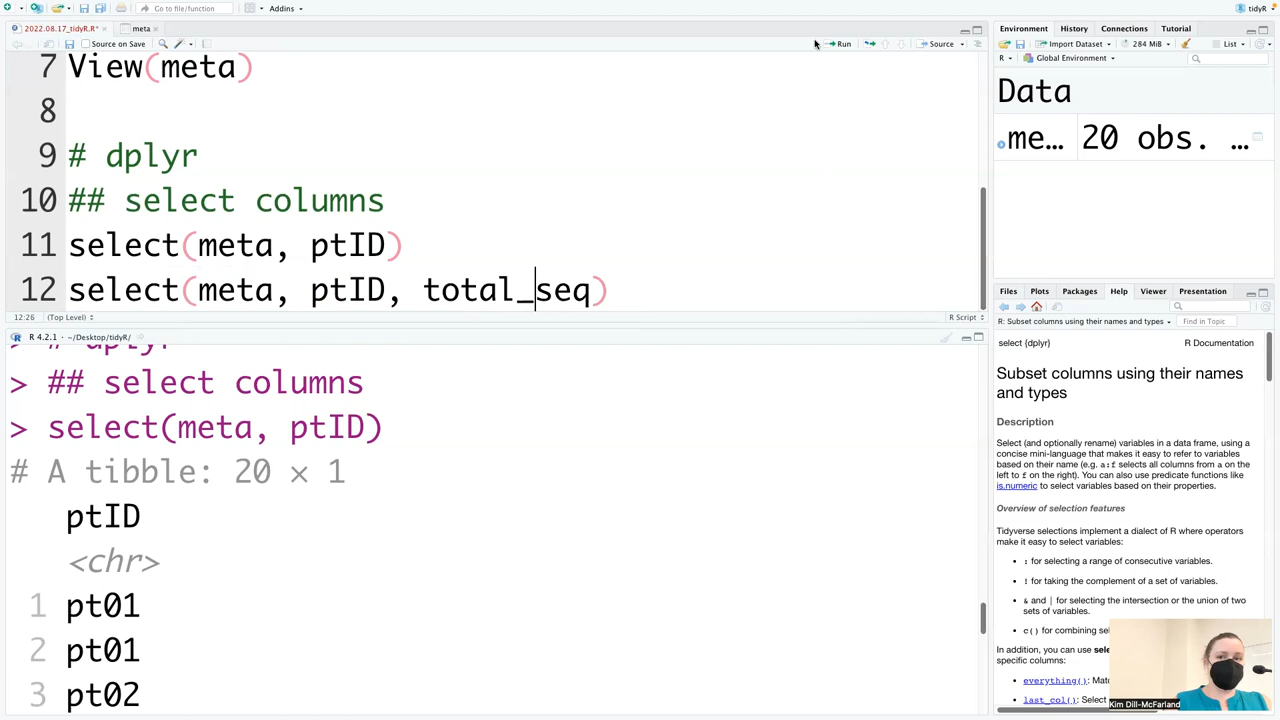 Go to file/function
Addins
tidyR
2022.08.17_tidyR.R*
meta
Source on Save
Run
Source
7 View(meta)
8
9 # dplyr
10 ## select columns
11 select(meta, ptID)
12 select(meta, ptID, total_seq)
12:26
(Top Level)
R Script
R 4.2.1 · ~/Desktop/tidyR/
> # dplyr
> ## select columns
> select(meta, ptID)
# A tibble: 20 × 1
ptID
<chr>
1 pt01
2 pt01
3 pt02
Environment
History
Connections
Tutorial
Import Dataset
284 MiB
List
R
Global Environment
Data
me…
20 obs. …
Files
Plots
Packages
Help
Viewer
Presentation
R: Subset columns using their names and types
Find in Topic
select {dplyr}
R Documentation
Subset columns using their names
and types
Description
Select (and optionally rename) variables in a data frame, using a
concise mini-language that makes it easy to refer to variables
based on their name (e.g. a:f selects all columns from a on the
left to f on the right). You can also use predicate functions like
is.numeric to select variables based on their properties.
Overview of selection features
Tidyverse selections implement a dialect of R where operators
make it easy to select variables:
• : for selecting a range of consecutive variables.
• ! for taking the complement of a set of variables.
• & and | for selecting the intersection or the union of two
sets of variables.
• c() for combining sel
In addition, you can use sele
specific columns:
• everything(): Mat
• last_col(): Select
Kim Dill-McFarland